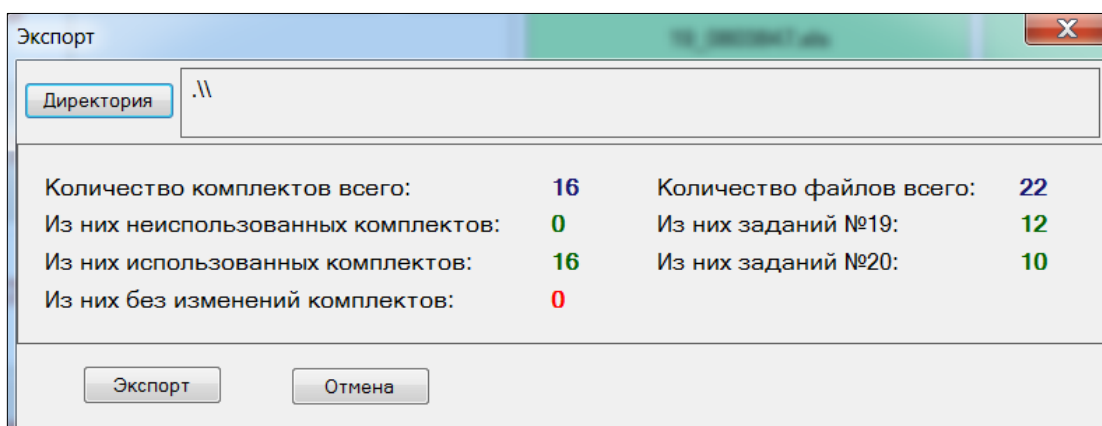 Экспорт
X
Директория
.\\
Количество комплектов всего: 16 Количество файлов всего: 22
Из них неиспользованных комплектов: 0 Из них заданий №19: 12
Из них использованных комплектов: 16 Из них заданий №20: 10
Из них без изменений комплектов: 0
Экспорт Отмена